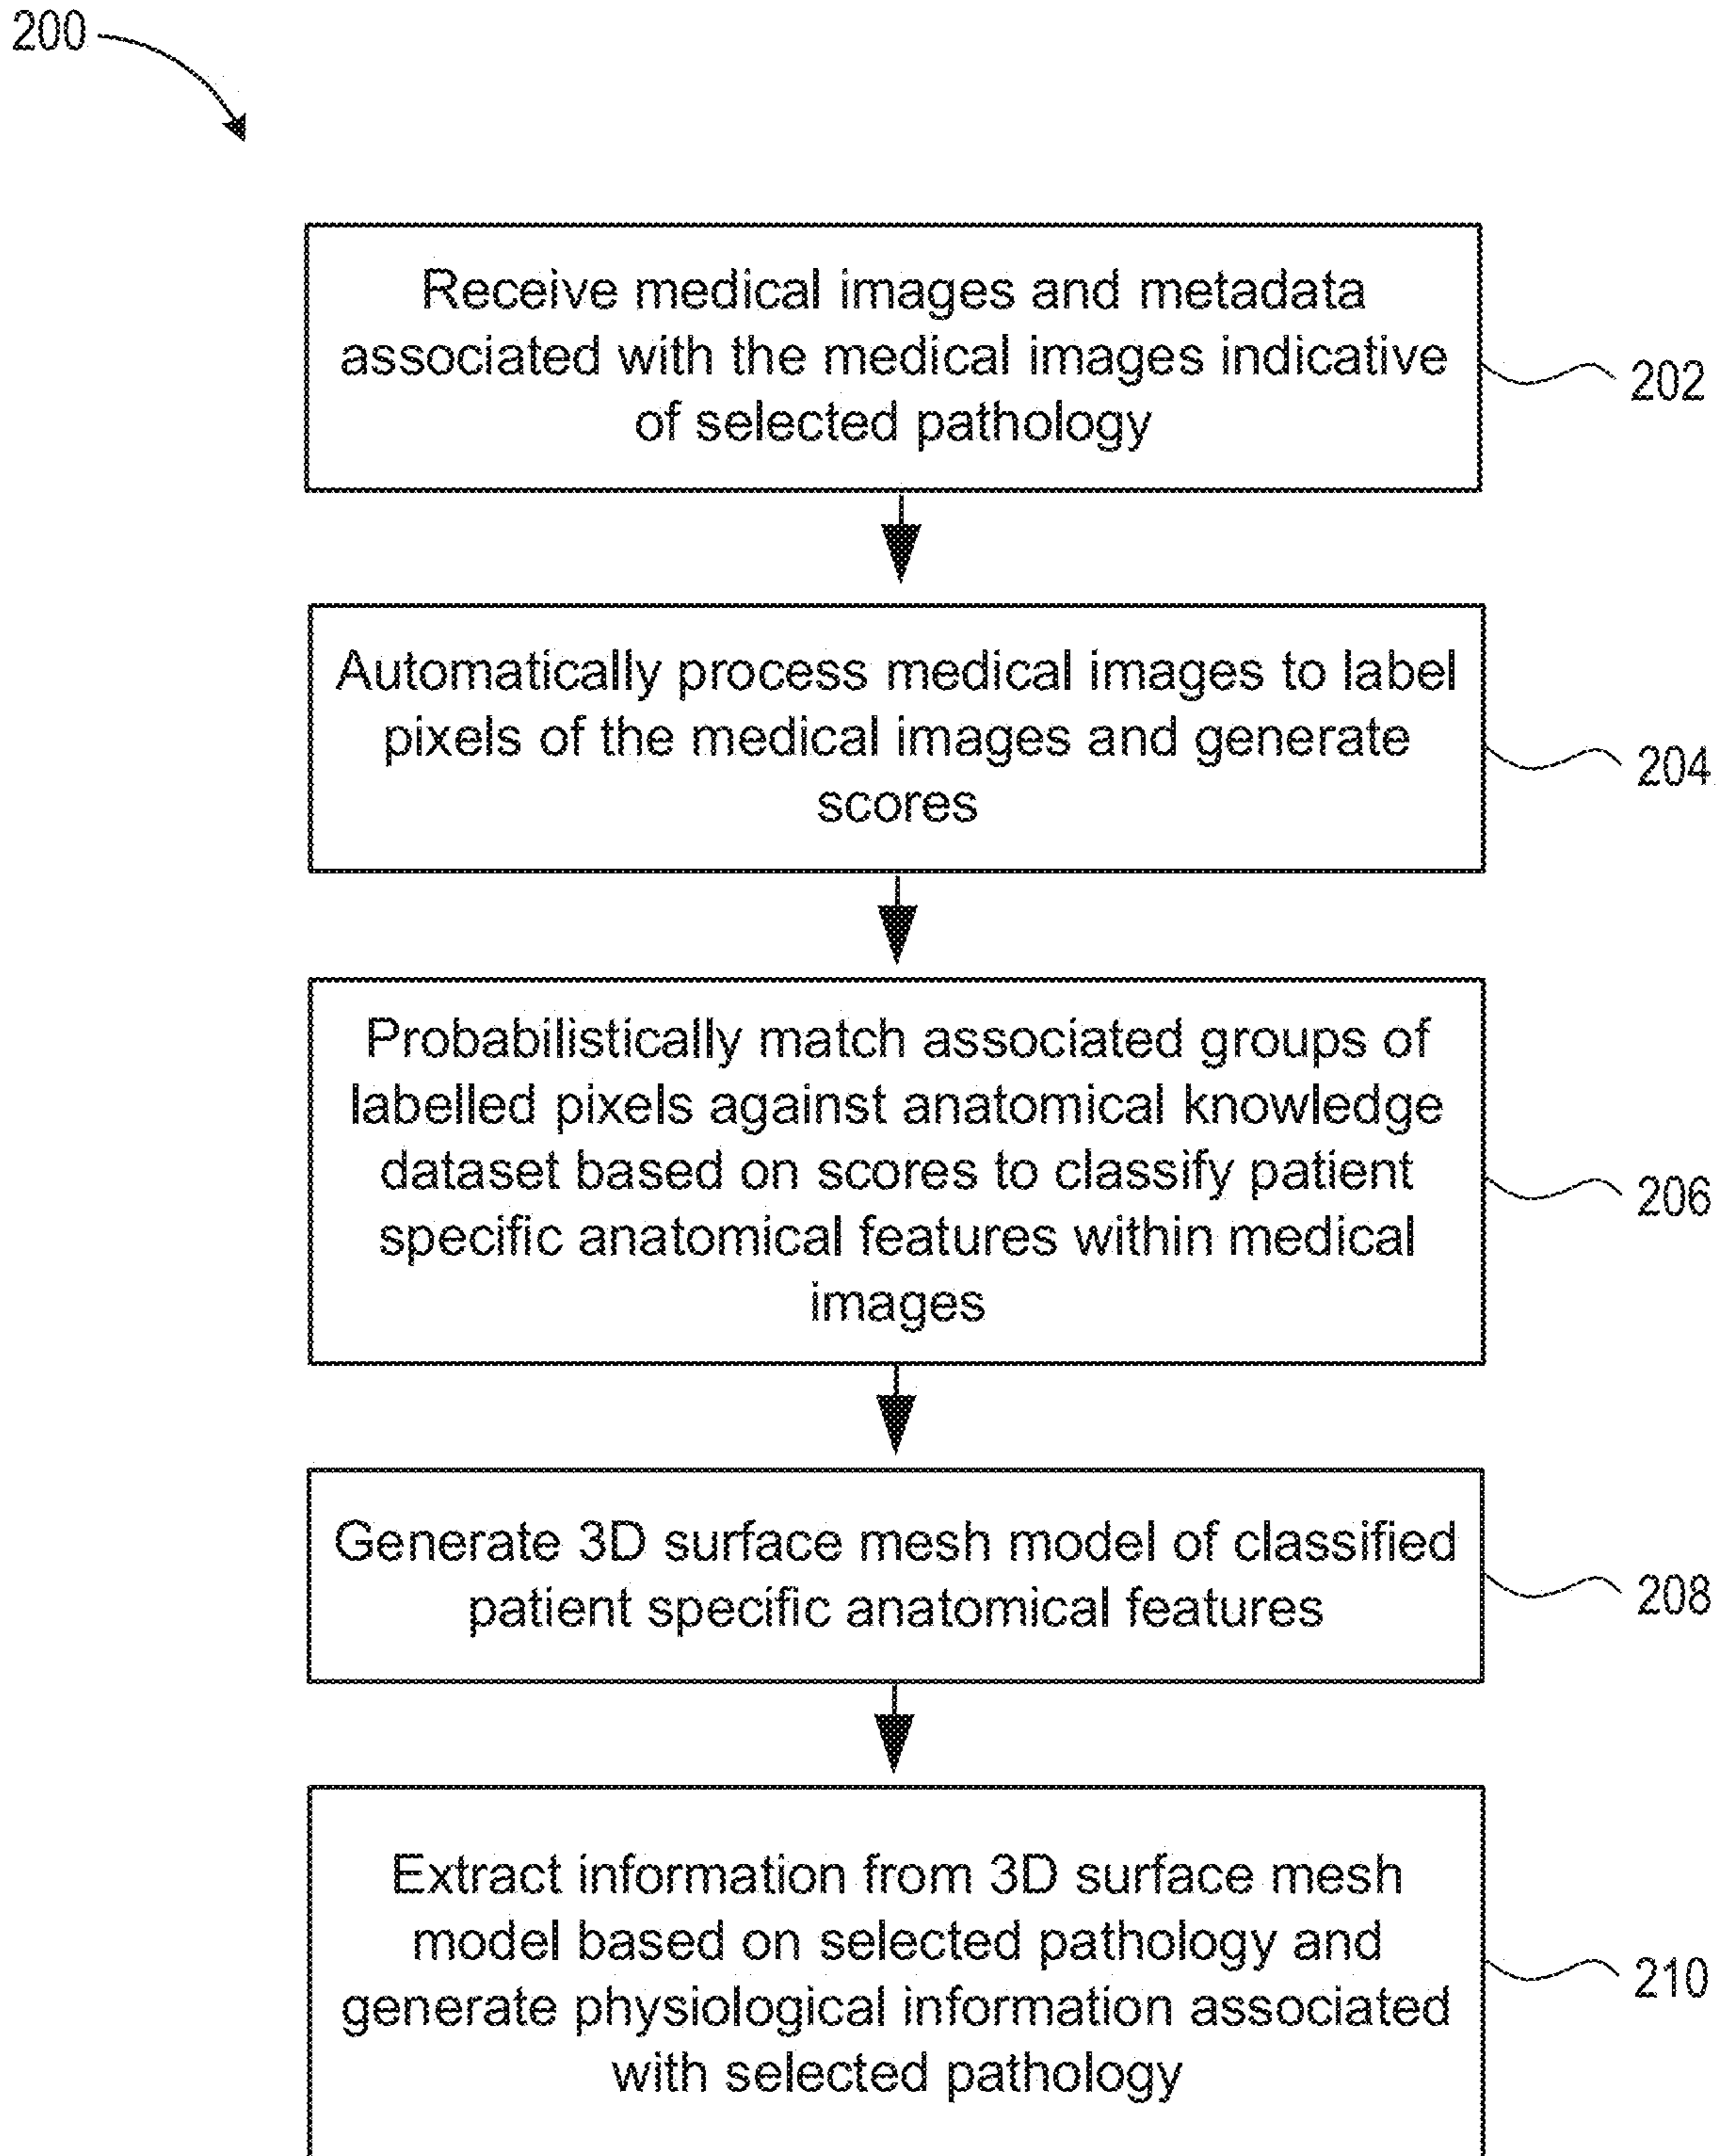 200
Receive medical images and metadata
associated with the medical images indicative
of selected pathology
202
Automatically process medical images to label
pixels of the medical images and generate
scores
204
Probabilistically match associated groups of
labelled pixels against anatomical knowledge
dataset based on scores to classify patient
specific anatomical features within medical
images
206
Generate 3D surface mesh model of classified
patient specific anatomical features
208
Extract information from 3D surface mesh
model based on selected pathology and
generate physiological information associated
with selected pathology
210